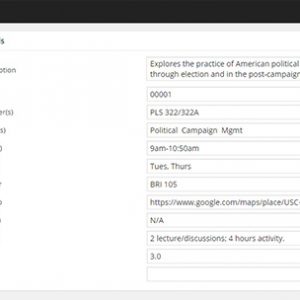 ls
ption
Explores the practice of American political
through election and in the post-campaign
00001
er(s)
PLS 322/322A
s)
Political Campaign Mgmt
)
9am-10:50am
Tues, Thurs
r
BRI 105
p
https://www.google.com/maps/place/USC-
N/A
2 lecture/discussions; 4 hours activity.
3.0